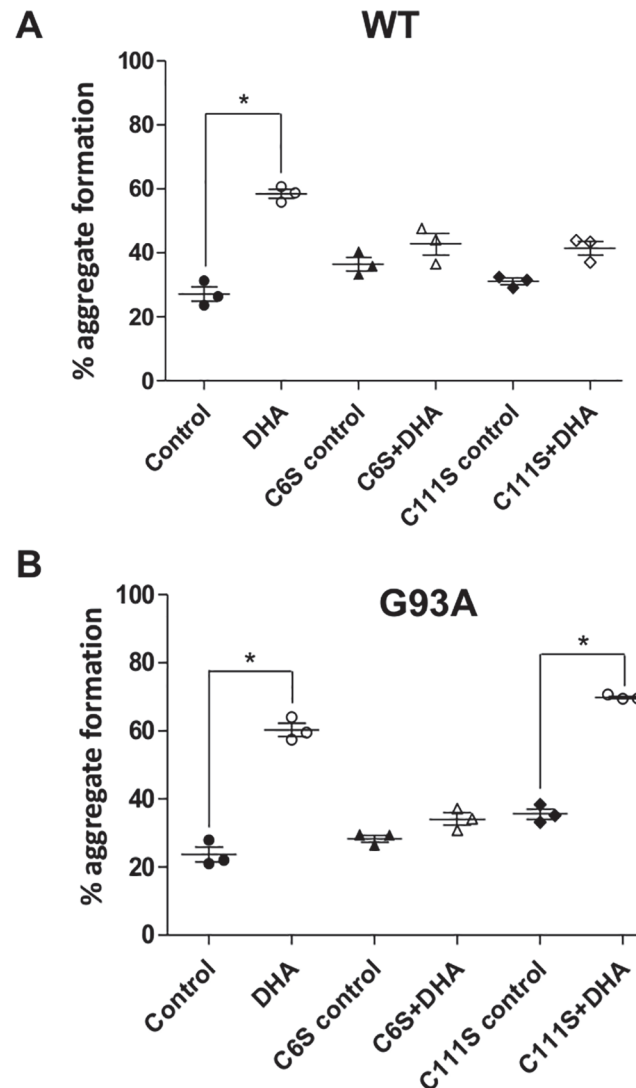 A
WT
% aggregate formation
100
80
60
40
20
0
*
Control
DHA
C6S control
C6S+DHA
C111S control
C111S+DHA
B
G93A
% aggregate formation
100
80
60
40
20
0
*
*
Control
DHA
C6S control
C6S+DHA
C111S control
C111S+DHA